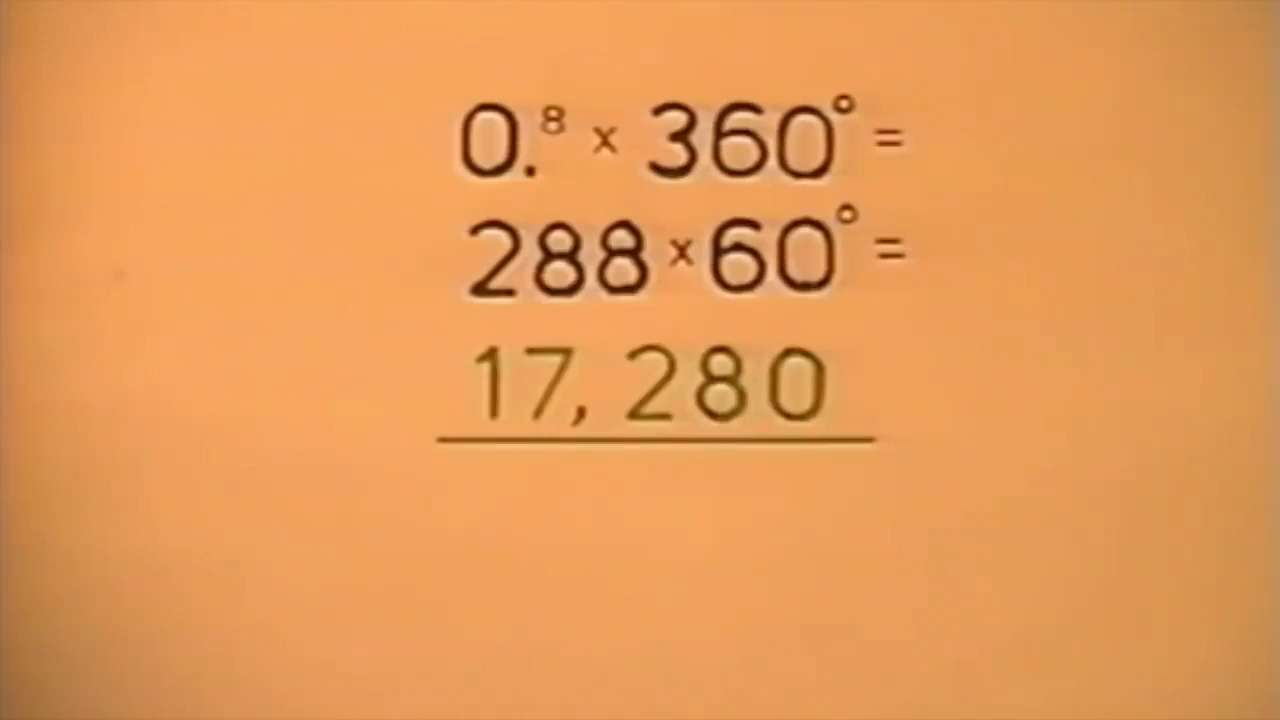 0.⁸ × 360° =
288 × 60° =
17, 280